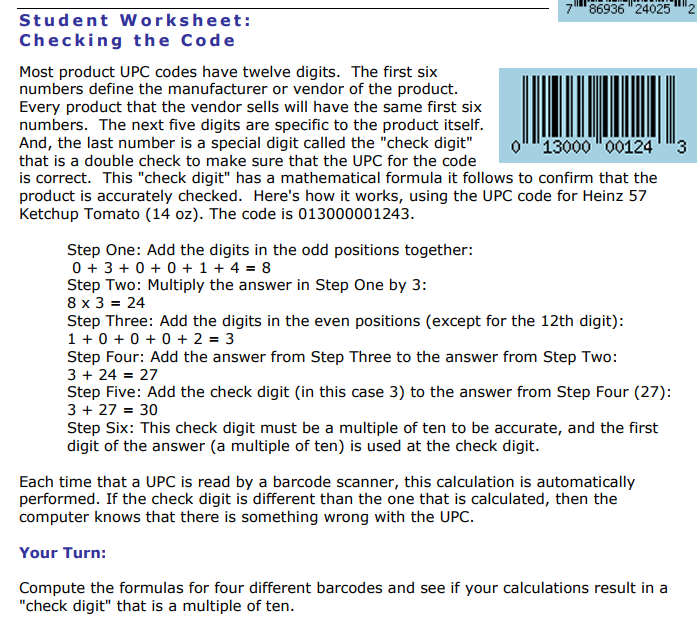 7 86936 24025 2
Student Worksheet:
Checking the Code
Most product UPC codes have twelve digits. The first six
numbers define the manufacturer or vendor of the product.
Every product that the vendor sells will have the same first six
numbers. The next five digits are specific to the product itself.
And, the last number is a special digit called the "check digit"
that is a double check to make sure that the UPC for the code
is correct. This "check digit" has a mathematical formula it follows to confirm that the
product is accurately checked. Here's how it works, using the UPC code for Heinz 57
Ketchup Tomato (14 oz). The code is 013000001243.
0 13000 00124 3
Step One: Add the digits in the odd positions together:
0 + 3 + 0 + 0 + 1 + 4 = 8
Step Two: Multiply the answer in Step One by 3:
8 x 3 = 24
Step Three: Add the digits in the even positions (except for the 12th digit):
1 + 0 + 0 + 0 + 2 = 3
Step Four: Add the answer from Step Three to the answer from Step Two:
3 + 24 = 27
Step Five: Add the check digit (in this case 3) to the answer from Step Four (27):
3 + 27 = 30
Step Six: This check digit must be a multiple of ten to be accurate, and the first
digit of the answer (a multiple of ten) is used at the check digit.
Each time that a UPC is read by a barcode scanner, this calculation is automatically
performed. If the check digit is different than the one that is calculated, then the
computer knows that there is something wrong with the UPC.
Your Turn:
Compute the formulas for four different barcodes and see if your calculations result in a
"check digit" that is a multiple of ten.